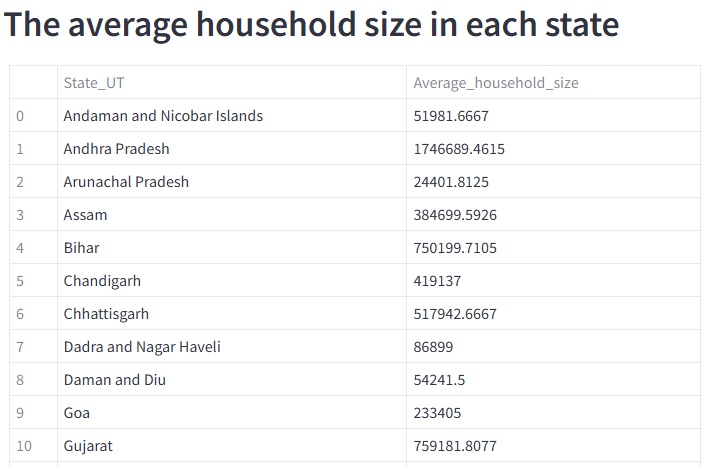 The average household size in each state
State_UT Average_household_size
0 Andaman and Nicobar Islands 51981.6667
1 Andhra Pradesh 1746689.4615
2 Arunachal Pradesh 24401.8125
3 Assam 384699.5926
4 Bihar 750199.7105
5 Chandigarh 419137
6 Chhattisgarh 517942.6667
7 Dadra and Nagar Haveli 86899
8 Daman and Diu 54241.5
9 Goa 233405
10 Gujarat 759181.8077